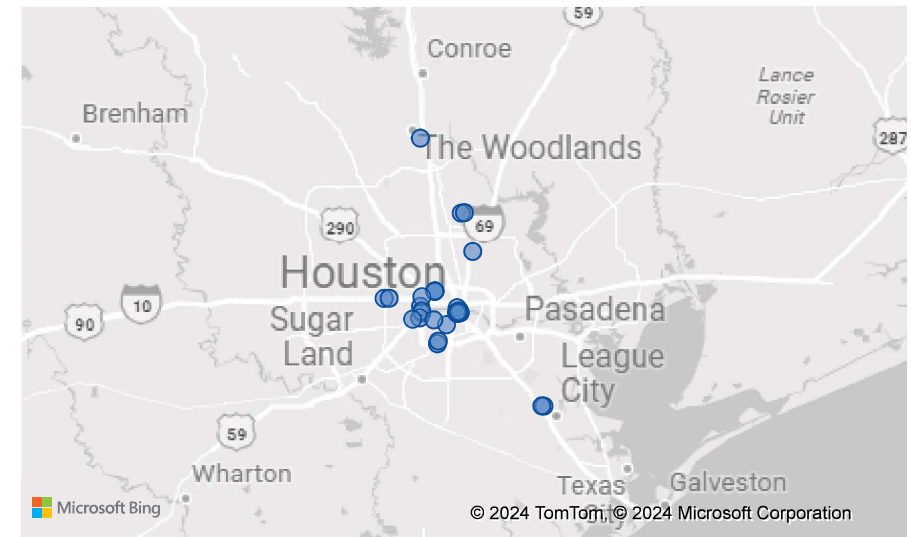 59
Conroe
Lance
Rosier
Unit
Brenham
287
The Woodlands
290
69
Houston
10
90
Sugar
Land
Pasadena
League
City
59
Wharton
Texas
City
Galveston
Microsoft Bing
© 2024 TomTom, © 2024 Microsoft Corporation